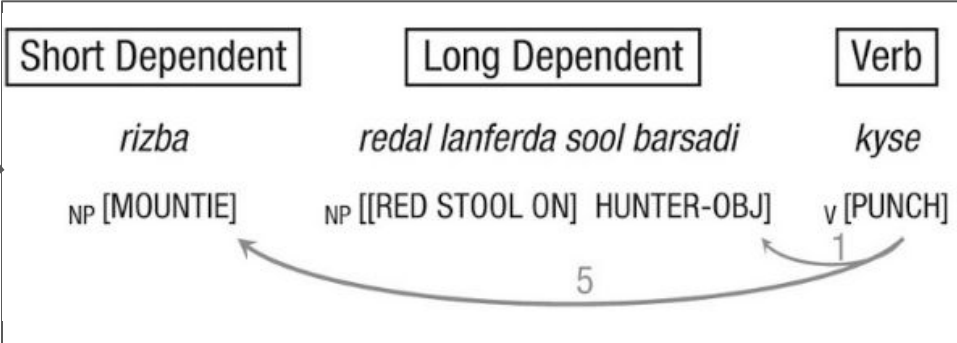 Short Dependent Long Dependent Verb
rizba redal lanferda sool barsadi kyse
NP [MOUNTIE] NP [[RED STOOL ON] HUNTER-OBJ] V [PUNCH]
1
5